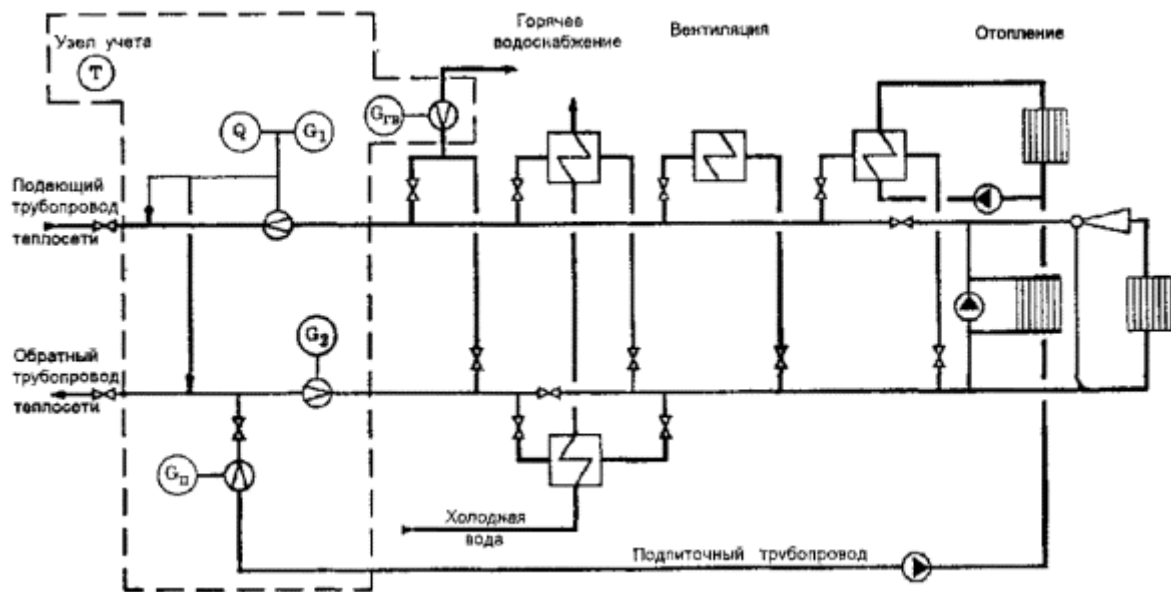 Узел учета
T
Горячее
водоснабжение
Вентиляция
Отопление
GГВ
Q
G1
Подающий
трубопровод
теплосети
G2
Обратный
трубопровод
теплосети
GП
Холодная
вода
Подпиточный трубопровод